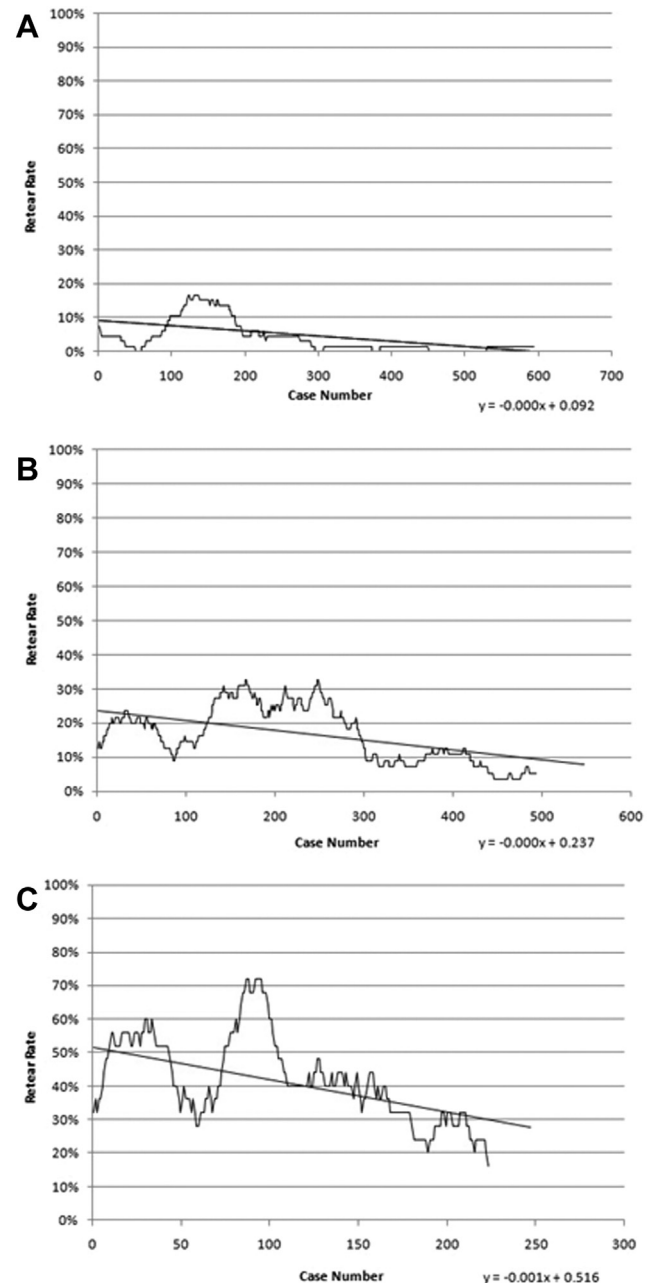 A
100%
90%
80%
70%
60%
50%
40%
30%
20%
10%
0%
Retear Rate
0 100 200 300 400 500 600 700
Case Number
y = -0.000x + 0.092
B
100%
90%
80%
70%
60%
50%
40%
30%
20%
10%
0%
Retear Rate
0 100 200 300 400 500 600
Case Number
y = -0.000x + 0.237
C
100%
90%
80%
70%
60%
50%
40%
30%
20%
10%
0%
Retear Rate
0 50 100 150 200 250 300
Case Number
y = -0.001x + 0.516